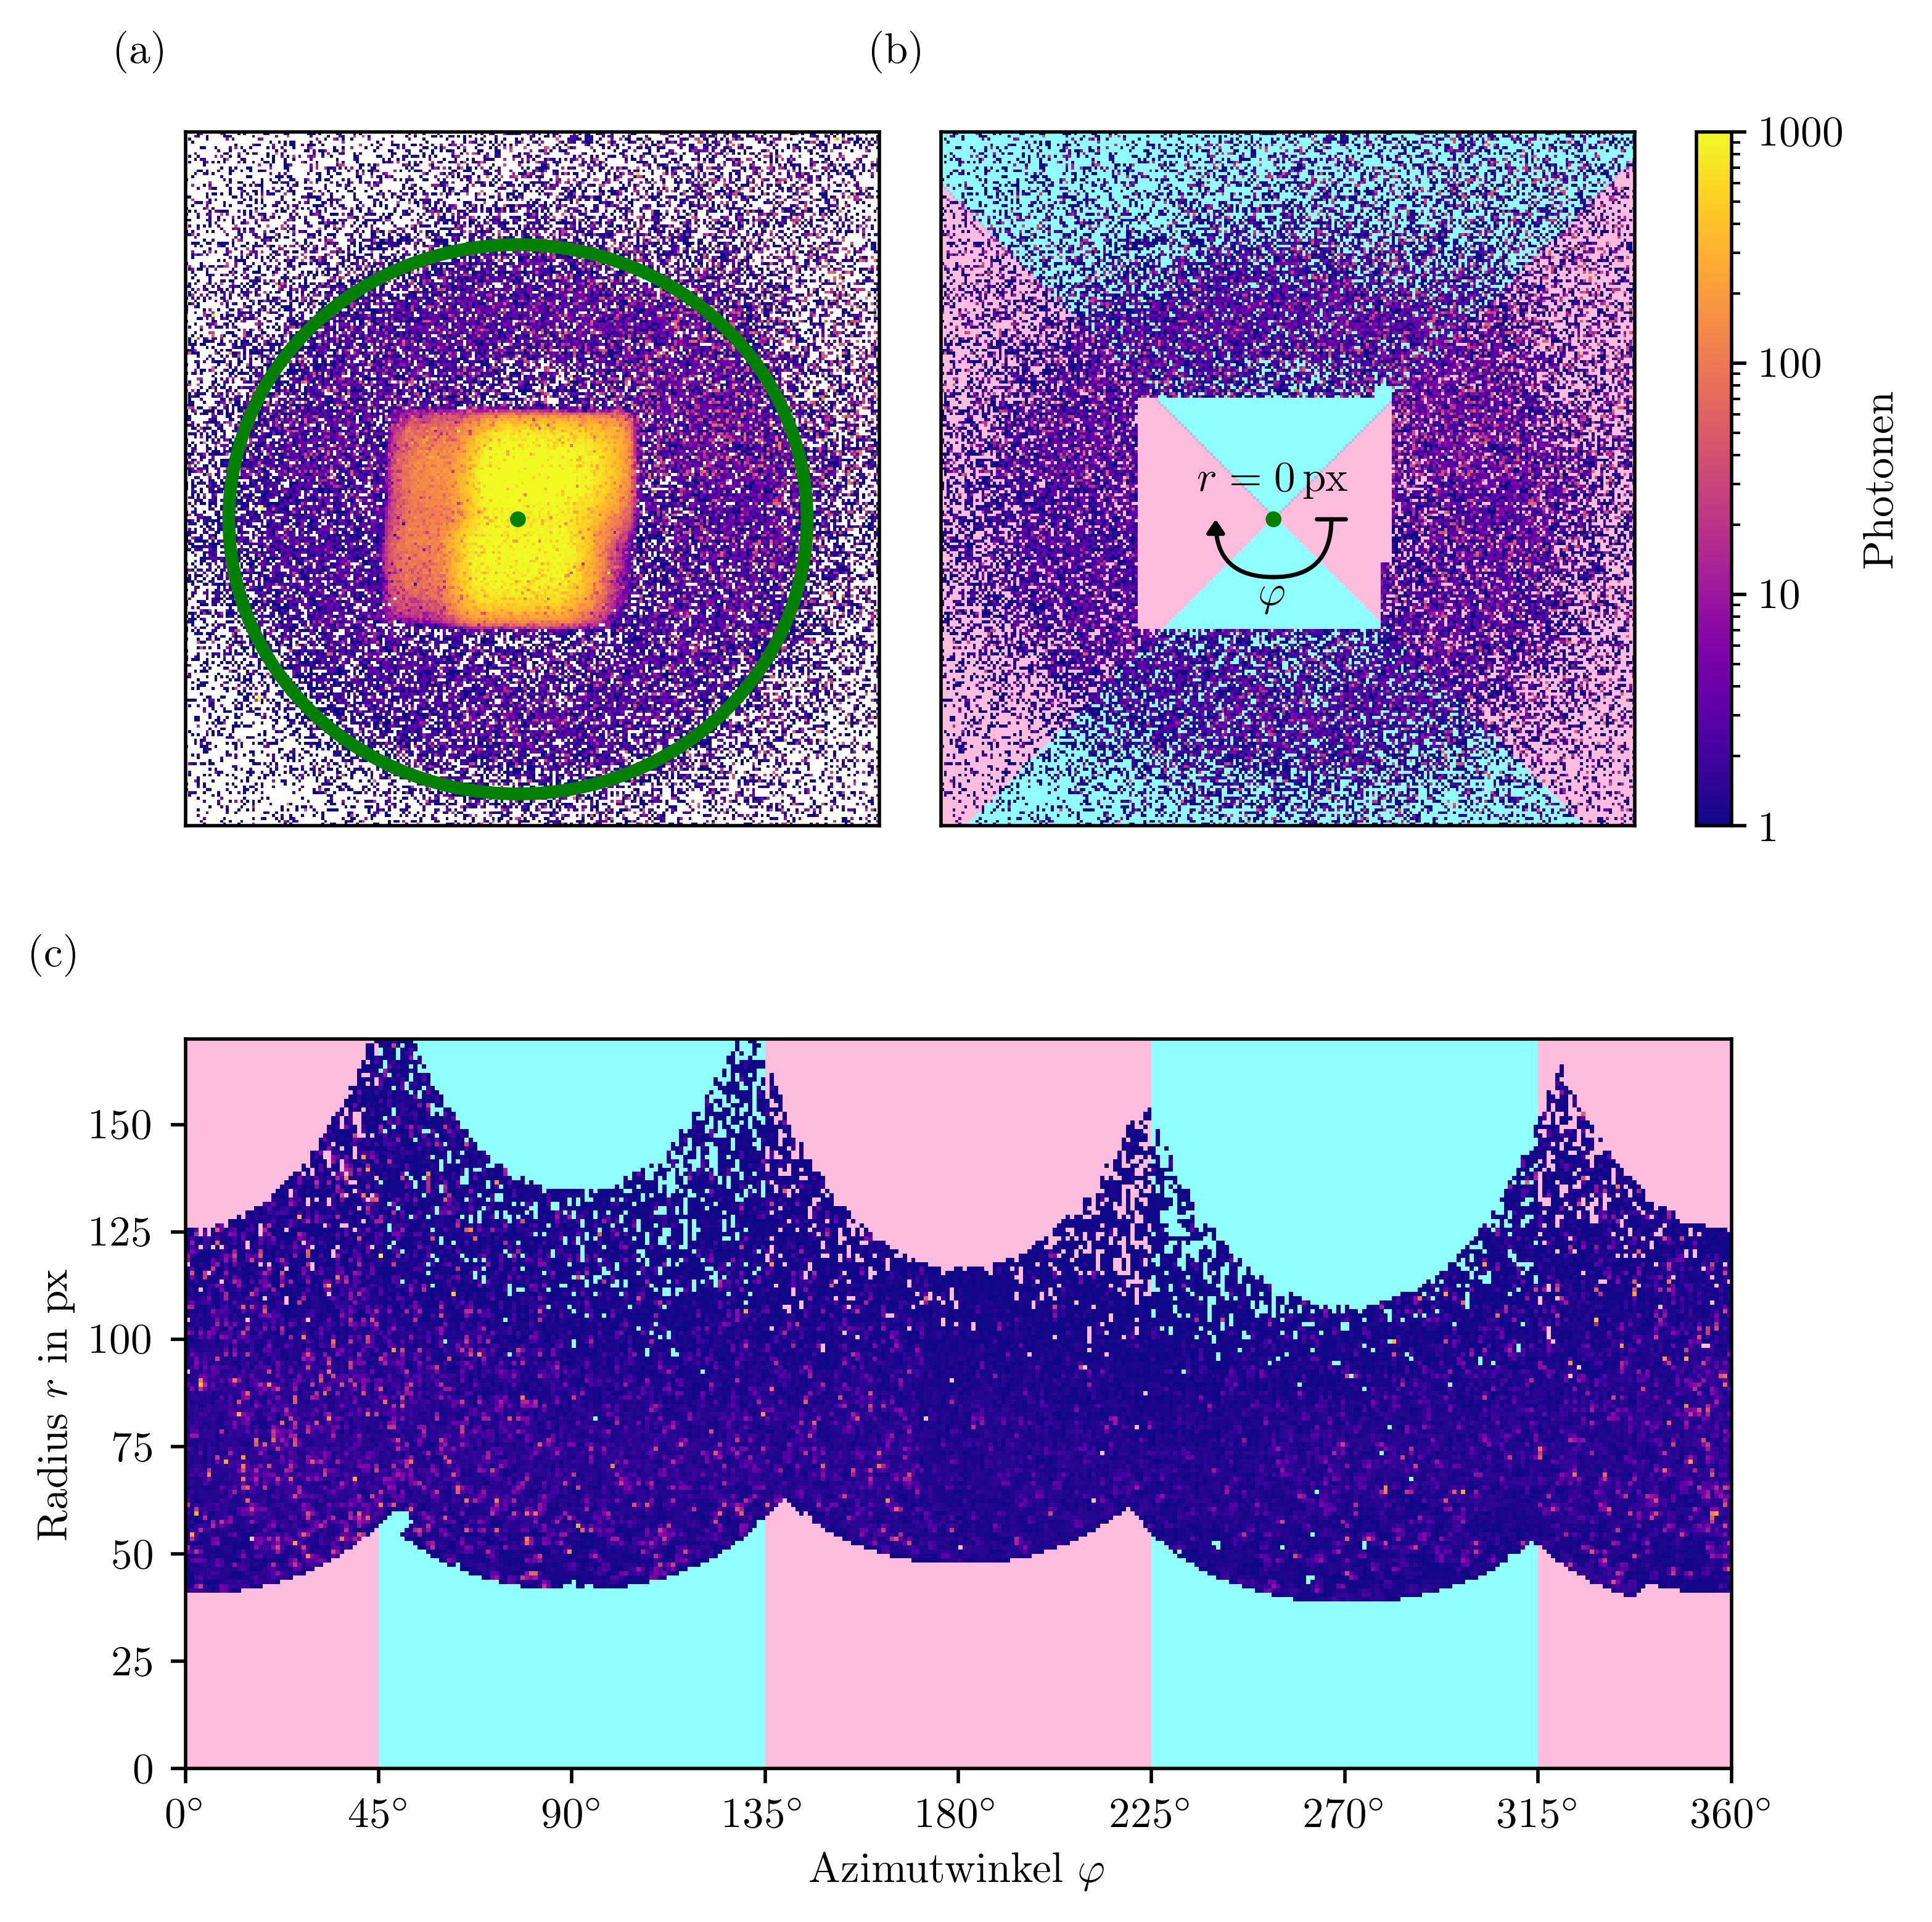 (a)
(b)
r = 0 px
φ
1000
100
10
1
Photonen
(c)
Radius r in px
150
125
100
75
50
25
0
0° 45° 90° 135° 180° 225° 270° 315° 360°
Azimutwinkel φ